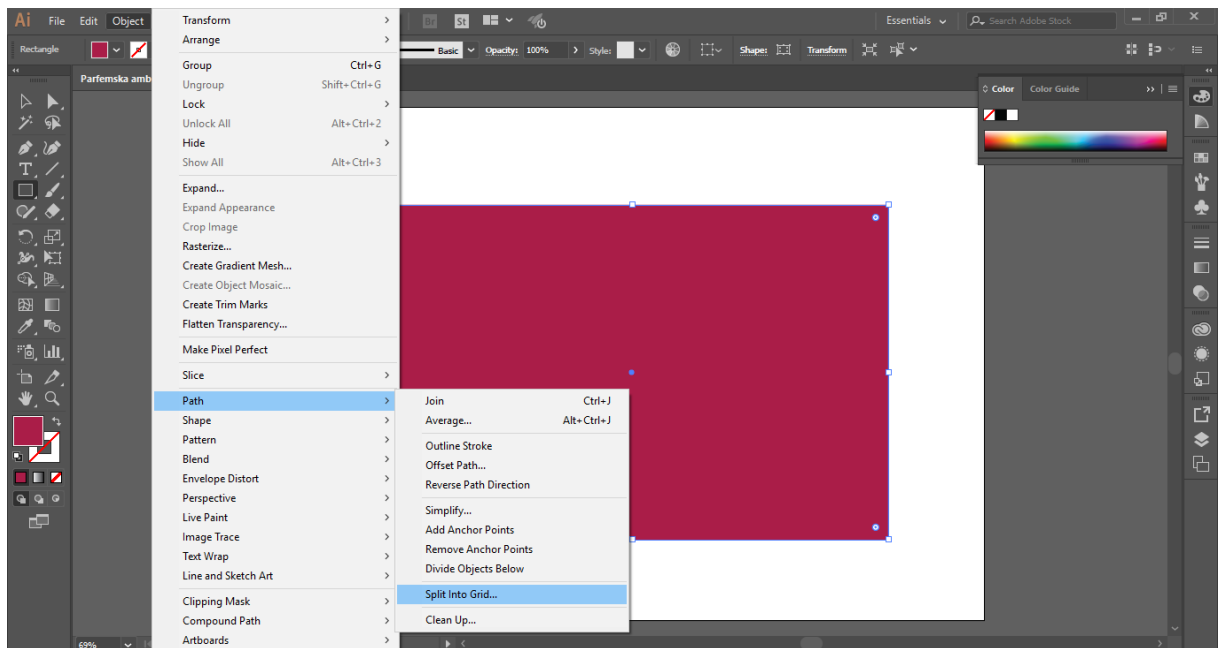 Ai File Edit Object Br St Essentials Search Adobe Stock
Rectangle Basic Opacity: 100% Style: Shape: Transform
Parfemska amb
Transform
Arrange
Group Ctrl+G
Ungroup Shift+Ctrl+G
Lock
Unlock All Alt+Ctrl+2
Hide
Show All Alt+Ctrl+3
Expand...
Expand Appearance
Crop Image
Rasterize...
Create Gradient Mesh...
Create Object Mosaic...
Create Trim Marks
Flatten Transparency...
Make Pixel Perfect
Slice
Path
Shape
Pattern
Blend
Envelope Distort
Perspective
Live Paint
Image Trace
Text Wrap
Line and Sketch Art
Clipping Mask
Compound Path
Artboards
Join Ctrl+J
Average... Alt+Ctrl+J
Outline Stroke
Offset Path...
Reverse Path Direction
Simplify...
Add Anchor Points
Remove Anchor Points
Divide Objects Below
Split Into Grid...
Clean Up...
Color Color Guide
69%